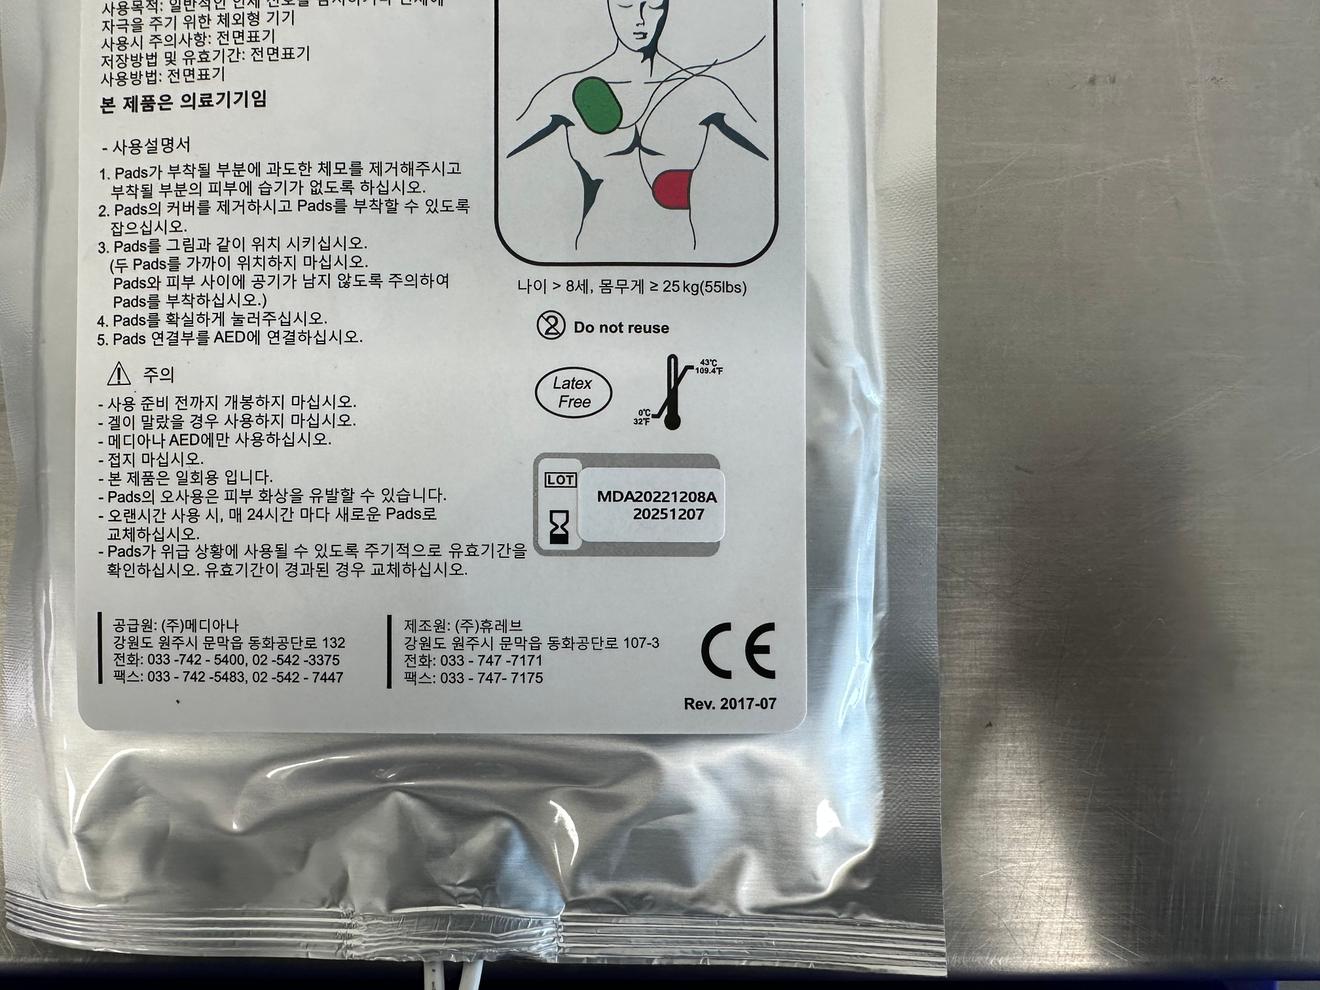 사용목적: 일반적인 인체 신호를 감지하거나 인체에
자극을 주기 위한 체외형 기기
사용시 주의사항: 전면표기
저장방법 및 유효기간: 전면표기
사용방법: 전면표기
본 제품은 의료기기임
- 사용설명서
1. Pads가 부착될 부분에 과도한 체모를 제거해주시고
부착될 부분의 피부에 습기가 없도록 하십시오.
2. Pads의 커버를 제거하시고 Pads를 부착할 수 있도록
잡으십시오.
3. Pads를 그림과 같이 위치 시키십시오.
(두 Pads를 가까이 위치하지 마십시오.
Pads와 피부 사이에 공기가 남지 않도록 주의하여
Pads를 부착하십시오.)
4. Pads를 확실하게 눌러주십시오.
5. Pads 연결부를 AED에 연결하십시오.
주의
- 사용 준비 전까지 개봉하지 마십시오.
- 겔이 말랐을 경우 사용하지 마십시오.
- 메디아나 AED에만 사용하십시오.
- 접지 마십시오.
- 본 제품은 일회용 입니다.
- Pads의 오사용은 피부 화상을 유발할 수 있습니다.
- 오랜시간 사용 시, 매 24시간 마다 새로운 Pads로
교체하십시오.
- Pads가 위급 상황에 사용될 수 있도록 주기적으로 유효기간을
확인하십시오. 유효기간이 경과된 경우 교체하십시오.
나이 > 8세, 몸무게 ≥ 25 kg(55lbs)
2 Do not reuse
Latex
Free
43℃
109.4℉
0℃
32℉
LOT
MDA20221208A
20251207
공급원: (주)메디아나
강원도 원주시 문막읍 동화공단로 132
전화: 033 -742 - 5400, 02 -542 -3375
팩스: 033 - 742 -5483, 02 -542 - 7447
제조원: (주)휴레브
강원도 원주시 문막읍 동화공단로 107-3
전화: 033 - 747 -7171
팩스: 033 - 747- 7175
CE
Rev. 2017-07